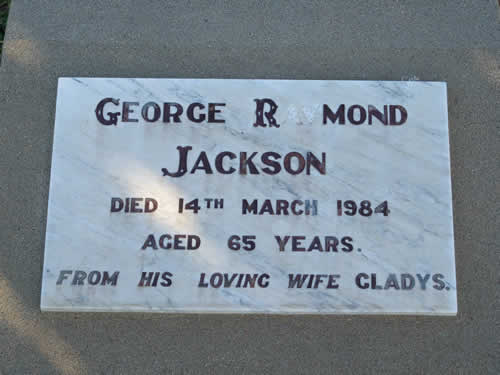 GEORGE RAYMOND
JACKSON
DIED 14TH MARCH 1984
AGED 65 YEARS.
FROM HIS LOVING WIFE GLADYS.